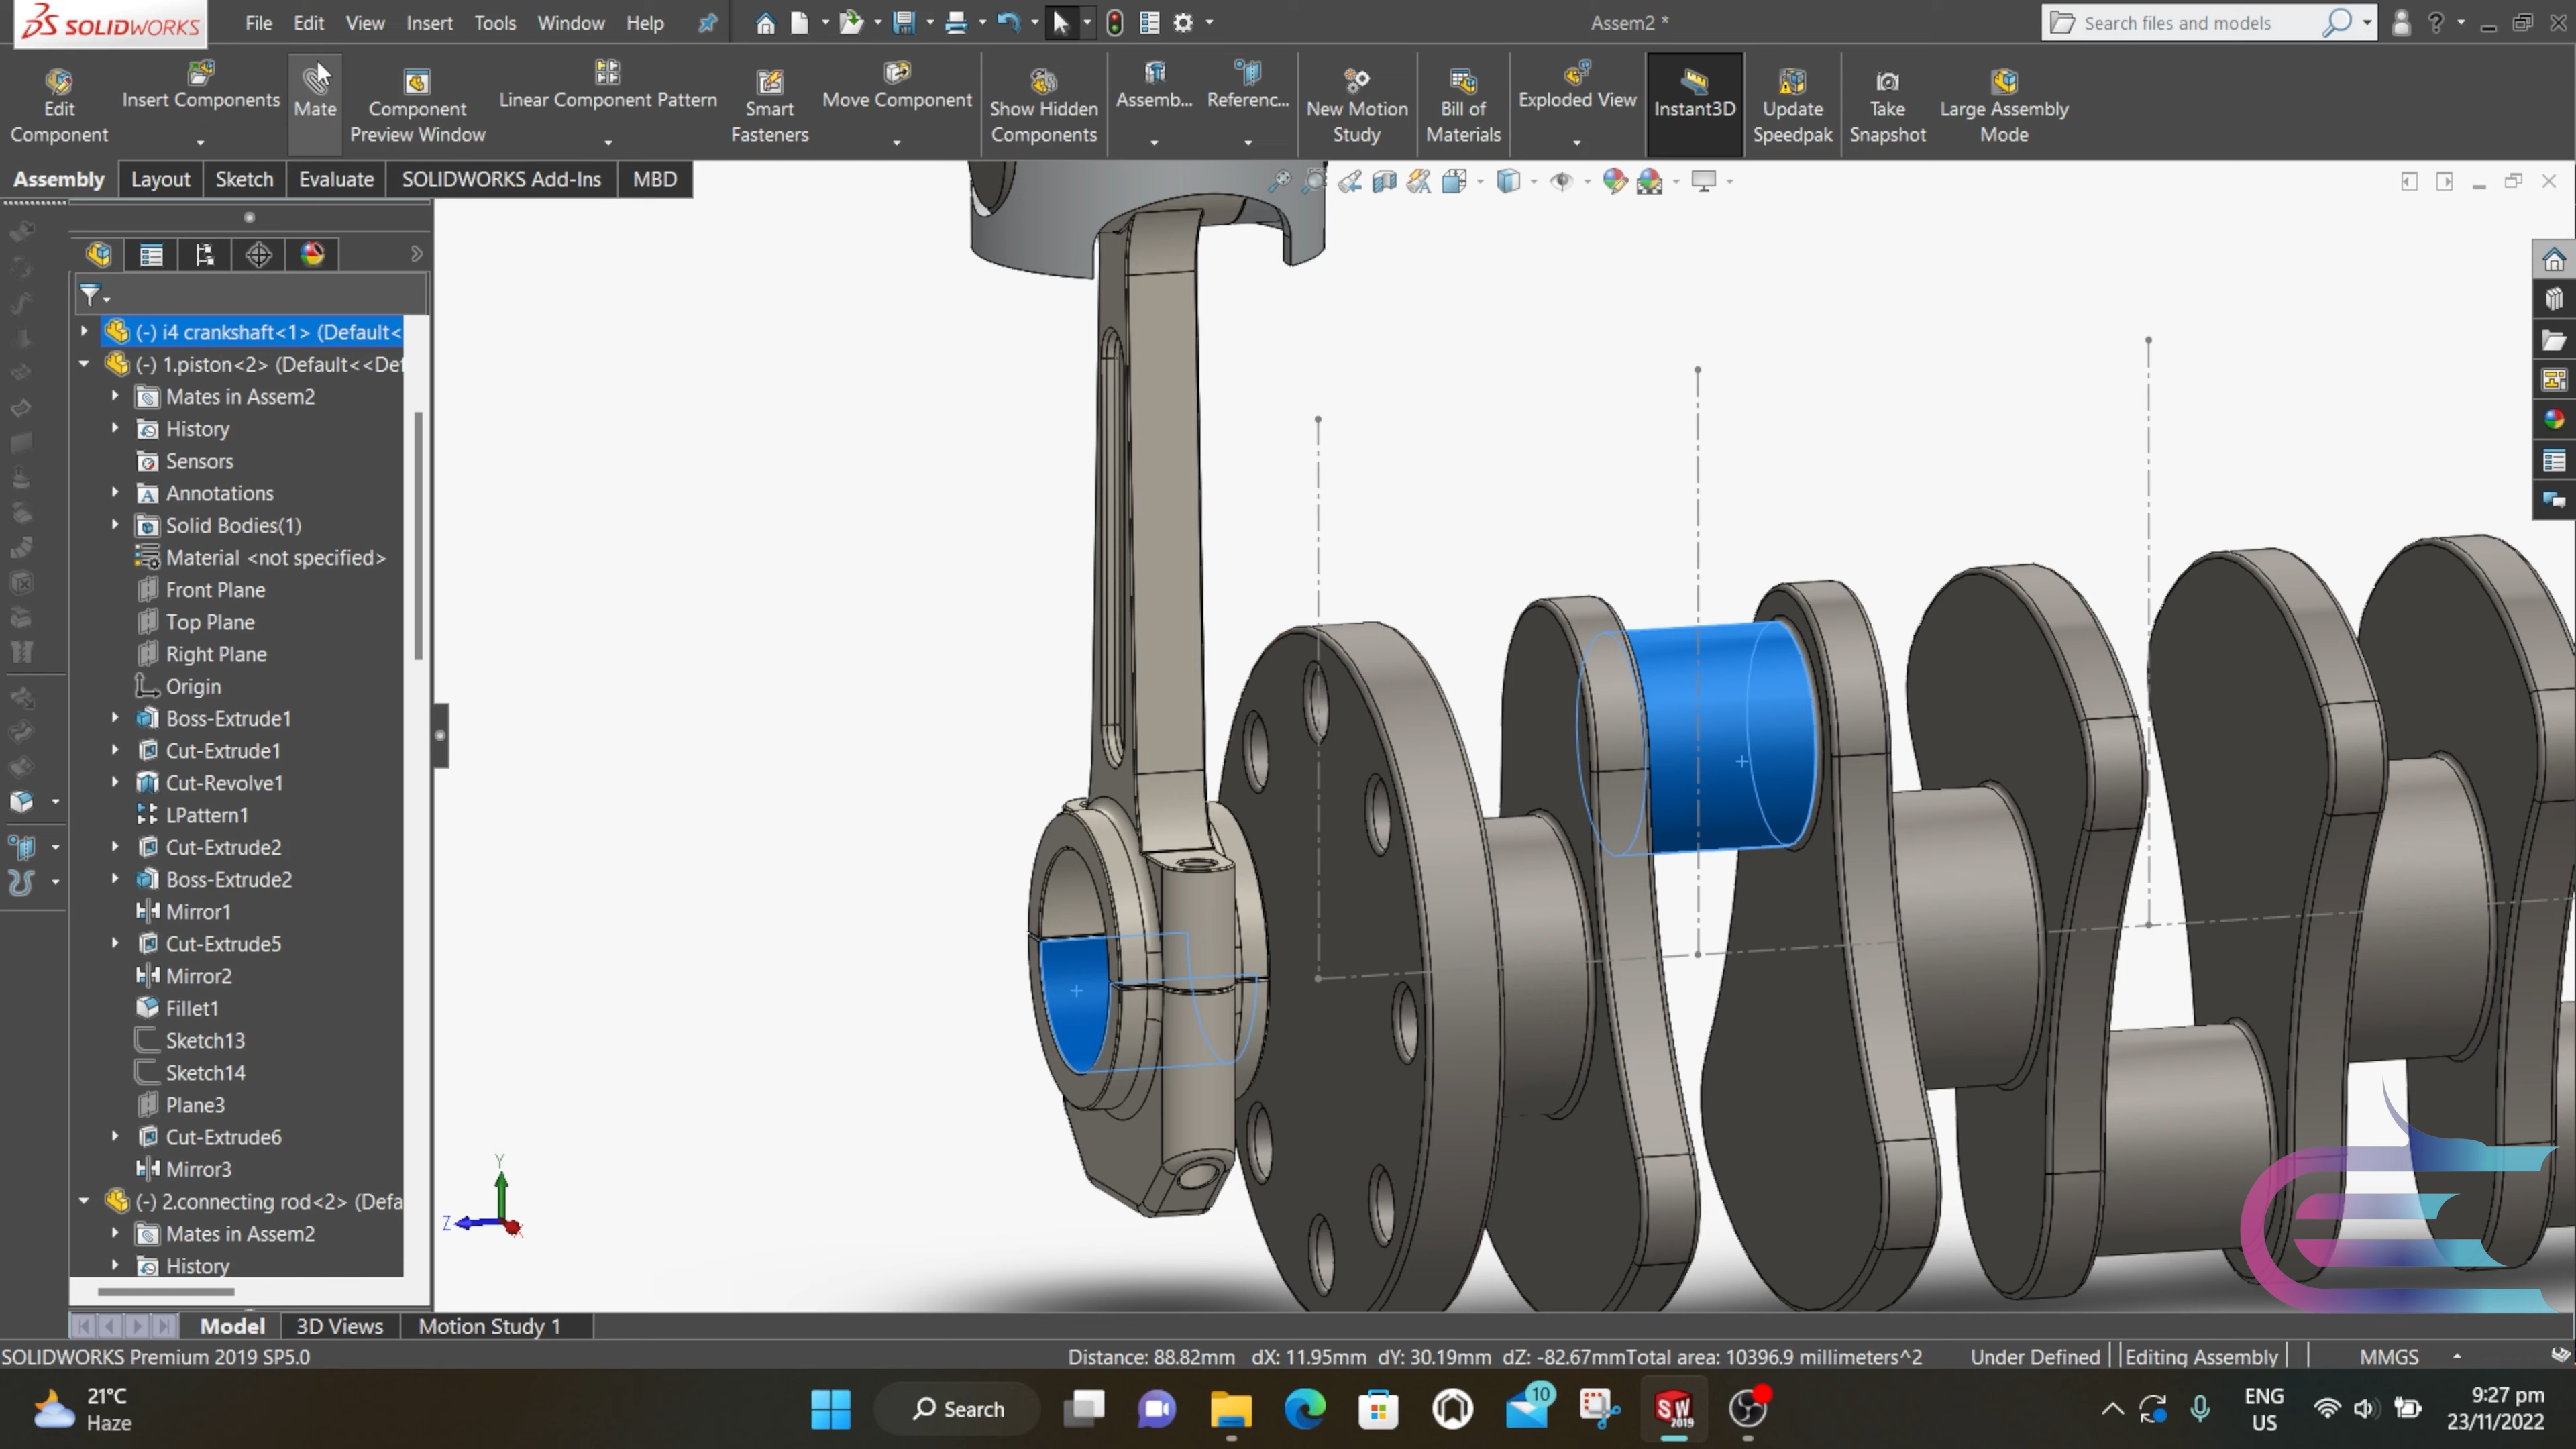 SOLIDWORKS
File Edit View Insert Tools Window Help
Assem2 *
Search files and models
Edit Component
Insert Components
Mate
Component Preview Window
Linear Component Pattern
Smart Fasteners
Move Component
Show Hidden Components
Assemb...
Referenc...
New Motion Study
Bill of Materials
Exploded View
Instant3D
Update Speedpak
Take Snapshot
Large Assembly Mode
Assembly Layout Sketch Evaluate SOLIDWORKS Add-Ins MBD
(-) i4 crankshaft<1> (Default<
(-) 1.piston<2> (Default<<Def
Mates in Assem2
History
Sensors
Annotations
Solid Bodies(1)
Material <not specified>
Front Plane
Top Plane
Right Plane
Origin
Boss-Extrude1
Cut-Extrude1
Cut-Revolve1
LPattern1
Cut-Extrude2
Boss-Extrude2
Mirror1
Cut-Extrude5
Mirror2
Fillet1
Sketch13
Sketch14
Plane3
Cut-Extrude6
Mirror3
(-) 2.connecting rod<2> (Defa
Mates in Assem2
History
Y
Z
X
Model 3D Views Motion Study 1
SOLIDWORKS Premium 2019 SP5.0
Distance: 88.82mm dX: 11.95mm dY: 30.19mm dZ: -82.67mmTotal area: 10396.9 millimeters^2
Under Defined
Editing Assembly
MMGS
21°C
Haze
Search
10
SW
2019
ENG
US
9:27 pm
23/11/2022